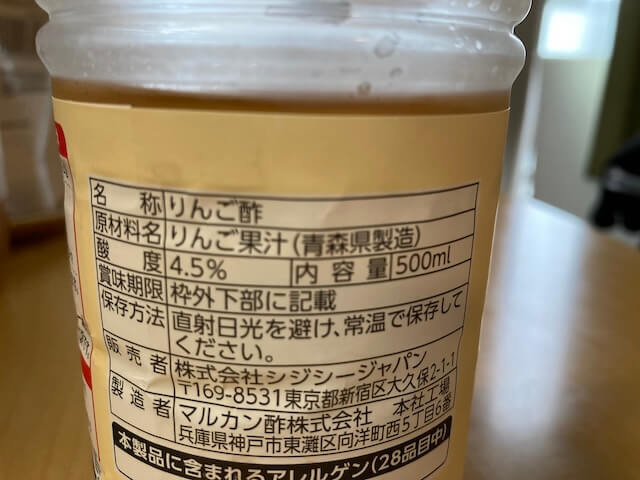 名 称 りんご酢
原材料名 りんご果汁(青森県製造)
酸 度 4.5% 内容量 500ml
賞味期限 枠外下部に記載
保存方法 直射日光を避け、常温で保存して
ください。
販売者 株式会社シジシージャパン
〒169-8531東京都新宿区大久保2-1-1
製造者 マルカン酢株式会社 本社工場
兵庫県神戸市東灘区向洋町西5丁目6番
本製品に含まれるアレルゲン(28品目中)